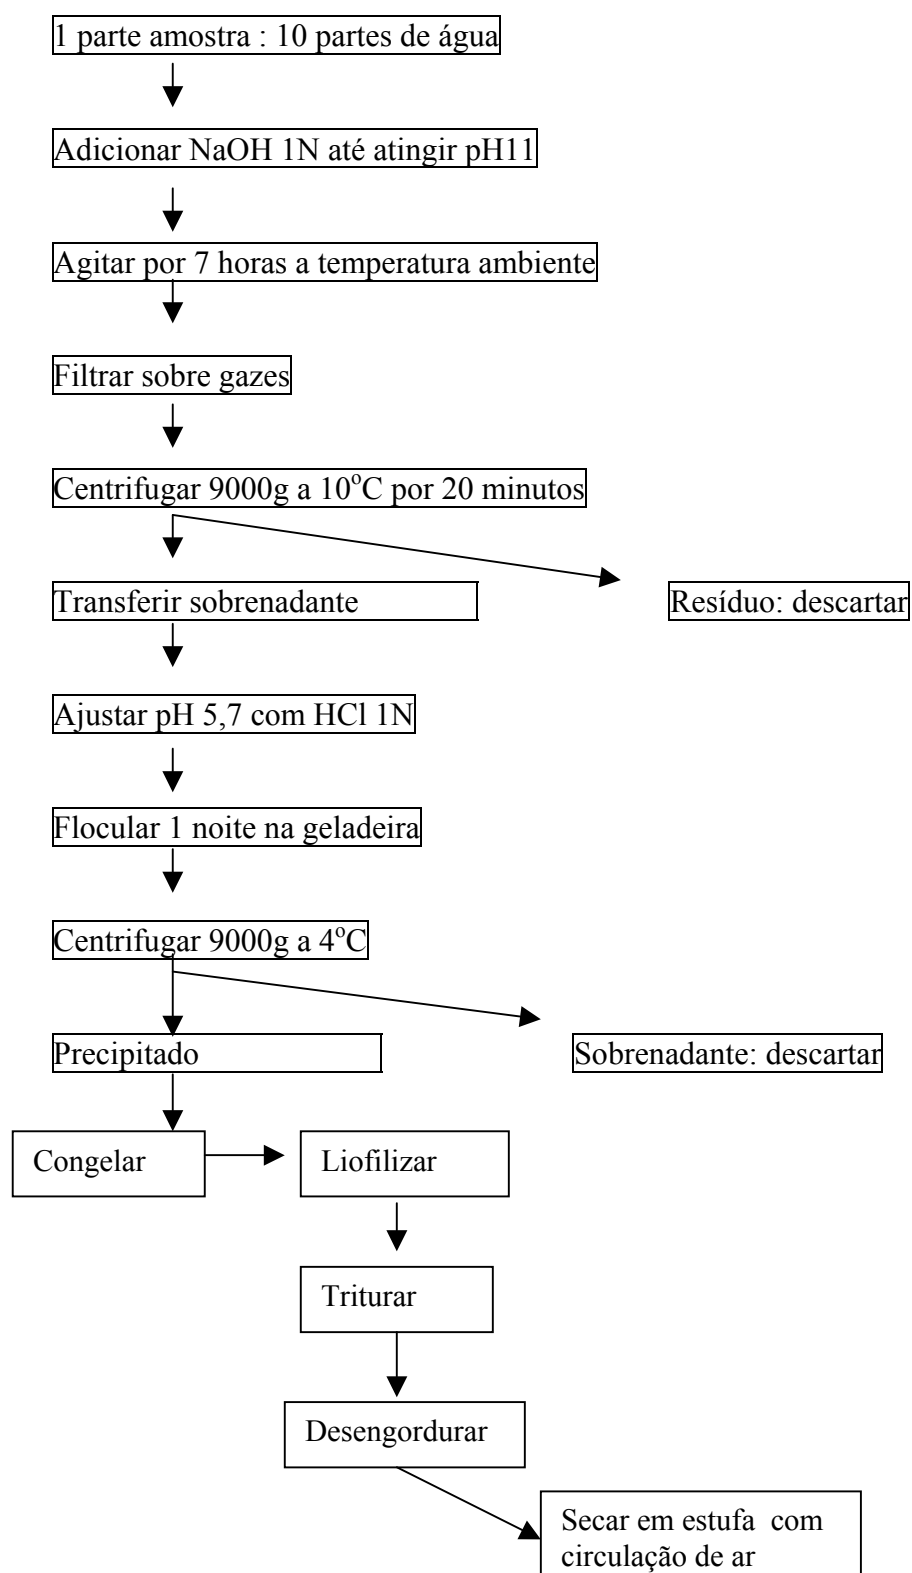 1 parte amostra : 10 partes de água
Adicionar NaOH 1N até atingir pH11
Agitar por 7 horas a temperatura ambiente
Filtrar sobre gazes
Centrifugar 9000g a 10°C por 20 minutos
Transferir sobrenadante
Resíduo: descartar
Ajustar pH 5,7 com HCl 1N
Flocular 1 noite na geladeira
Centrifugar 9000g a 4°C
Precipitado
Sobrenadante: descartar
Congelar
Liofilizar
Triturar
Desengordurar
Secar em estufa com
circulação de ar